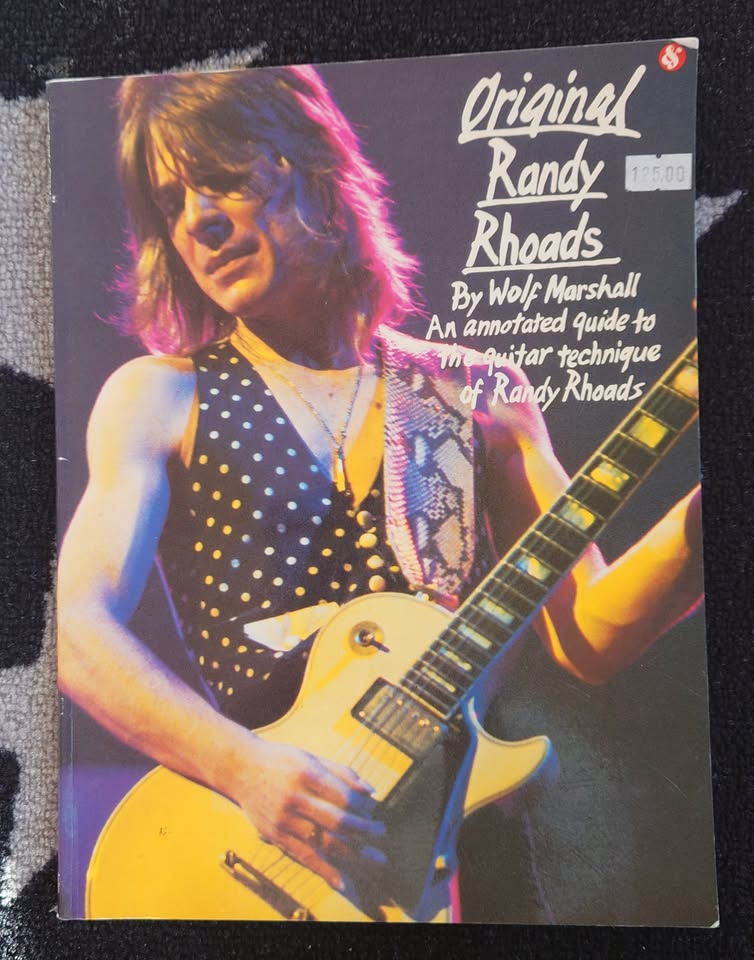 Original
Randy
Rhoads
125.00
By Wolf Marshall
An annotated guide to
the guitar technique
of Randy Rhoads